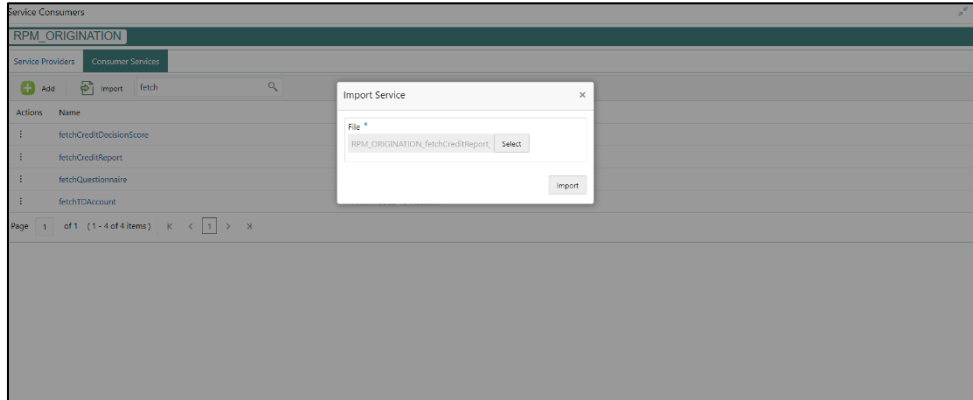 Service Consumers
RPM_ORIGINATION
Service Providers Consumer Services
Add Import fetch
Actions Name
fetchCreditDecisionScore
fetchCreditReport
fetchQuestionnaire
fetchTDAccount
Page 1 of 1 (1 - 4 of 4 items) K < 1 > >|
Import Service ×
File *
RPM_ORIGINATION_fetchCreditReport_ Select
Import